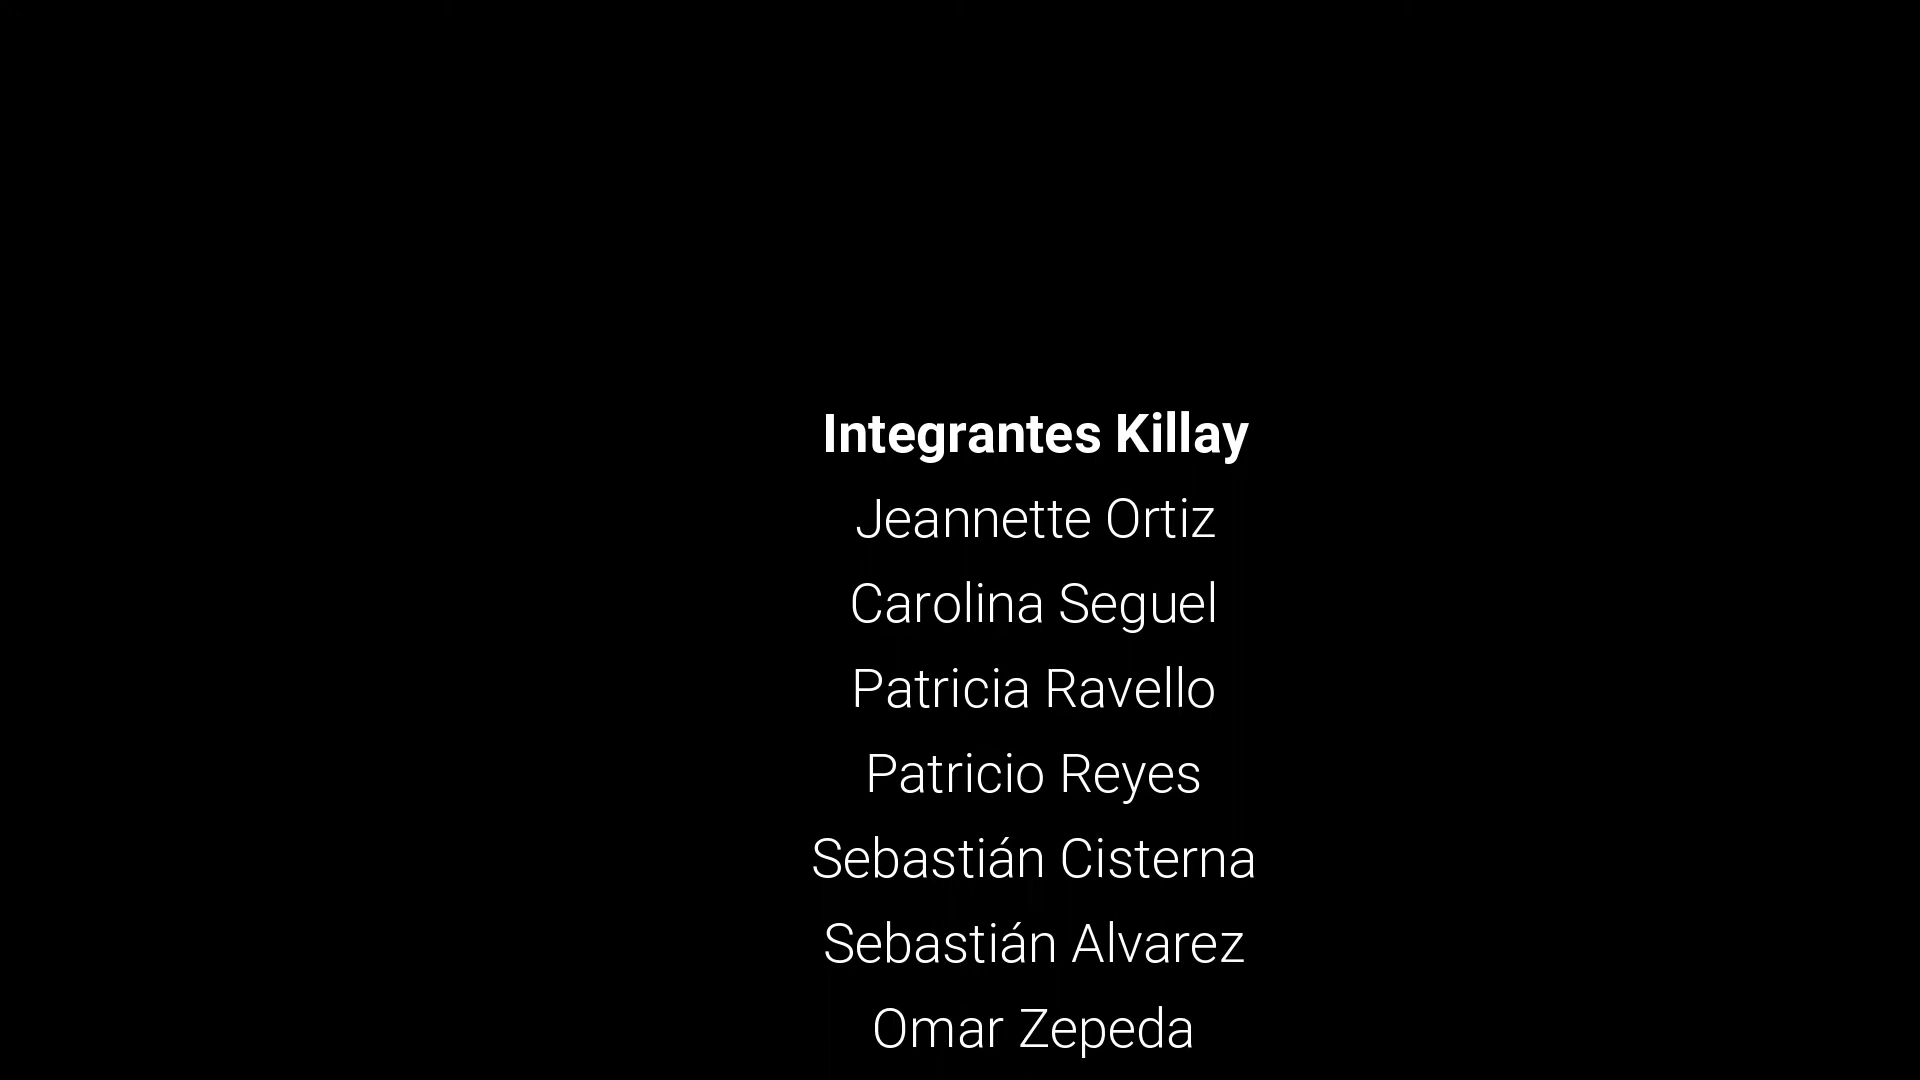 Integrantes Killay
Jeannette Ortiz
Carolina Seguel
Patricia Ravello
Patricio Reyes
Sebastián Cisterna
Sebastián Alvarez
Omar Zepeda